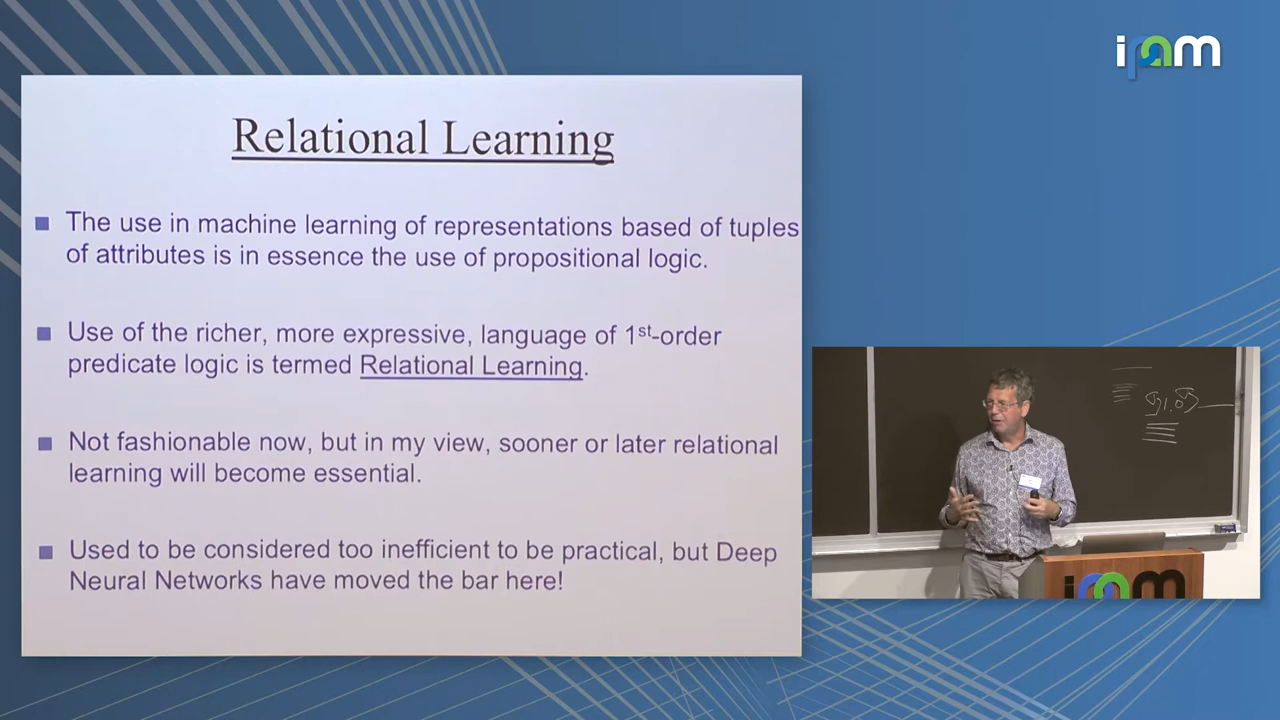 ipam
Relational Learning
The use in machine learning of representations based of tuples
of attributes is in essence the use of propositional logic.
Use of the richer, more expressive, language of 1st-order
predicate logic is termed Relational Learning.
Not fashionable now, but in my view, sooner or later relational
learning will become essential.
Used to be considered too inefficient to be practical, but Deep
Neural Networks have moved the bar here!
ipam